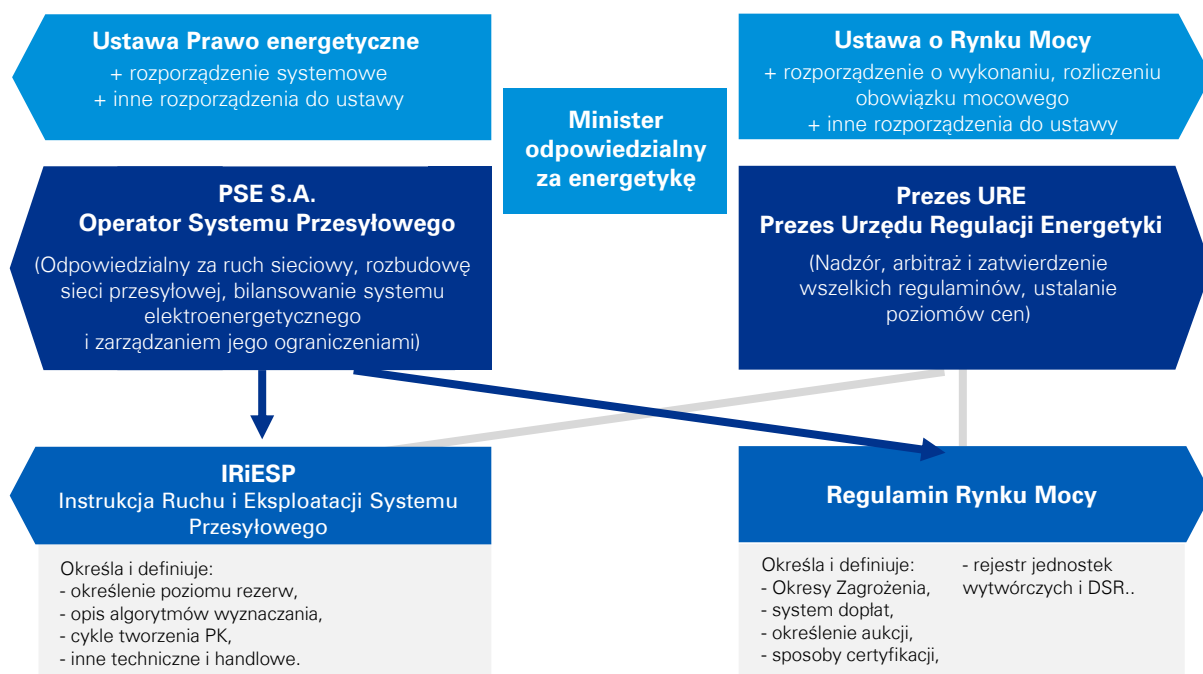 Ustawa Prawo energetyczne
+ rozporządzenie systemowe
+ inne rozporządzenia do ustawy
Ustawa o Rynku Mocy
+ rozporządzenie o wykonaniu, rozliczeniu
obowiązku mocowego
+ inne rozporządzenia do ustawy
Minister
odpowiedzialny
za energetykę
PSE S.A.
Operator Systemu Przesyłowego
(Odpowiedzialny za ruch sieciowy, rozbudowę
sieci przesyłowej, bilansowanie systemu
elektroenergetycznego
i zarządzaniem jego ograniczeniami)
Prezes URE
Prezes Urzędu Regulacji Energetyki
(Nadzór, arbitraż i zatwierdzenie
wszelkich regulaminów, ustalanie
poziomów cen)
IRiESP
Instrukcja Ruchu i Eksploatacji Systemu
Przesyłowego
Określa i definiuje:
- określenie poziomu rezerw,
- opis algorytmów wyznaczania,
- cykle tworzenia PK,
- inne techniczne i handlowe.
Regulamin Rynku Mocy
Określa i definiuje:
- Okresy Zagrożenia,
- system dopłat,
- określenie aukcji,
- sposoby certyfikacji,
- rejestr jednostek
wytwórczych i DSR..